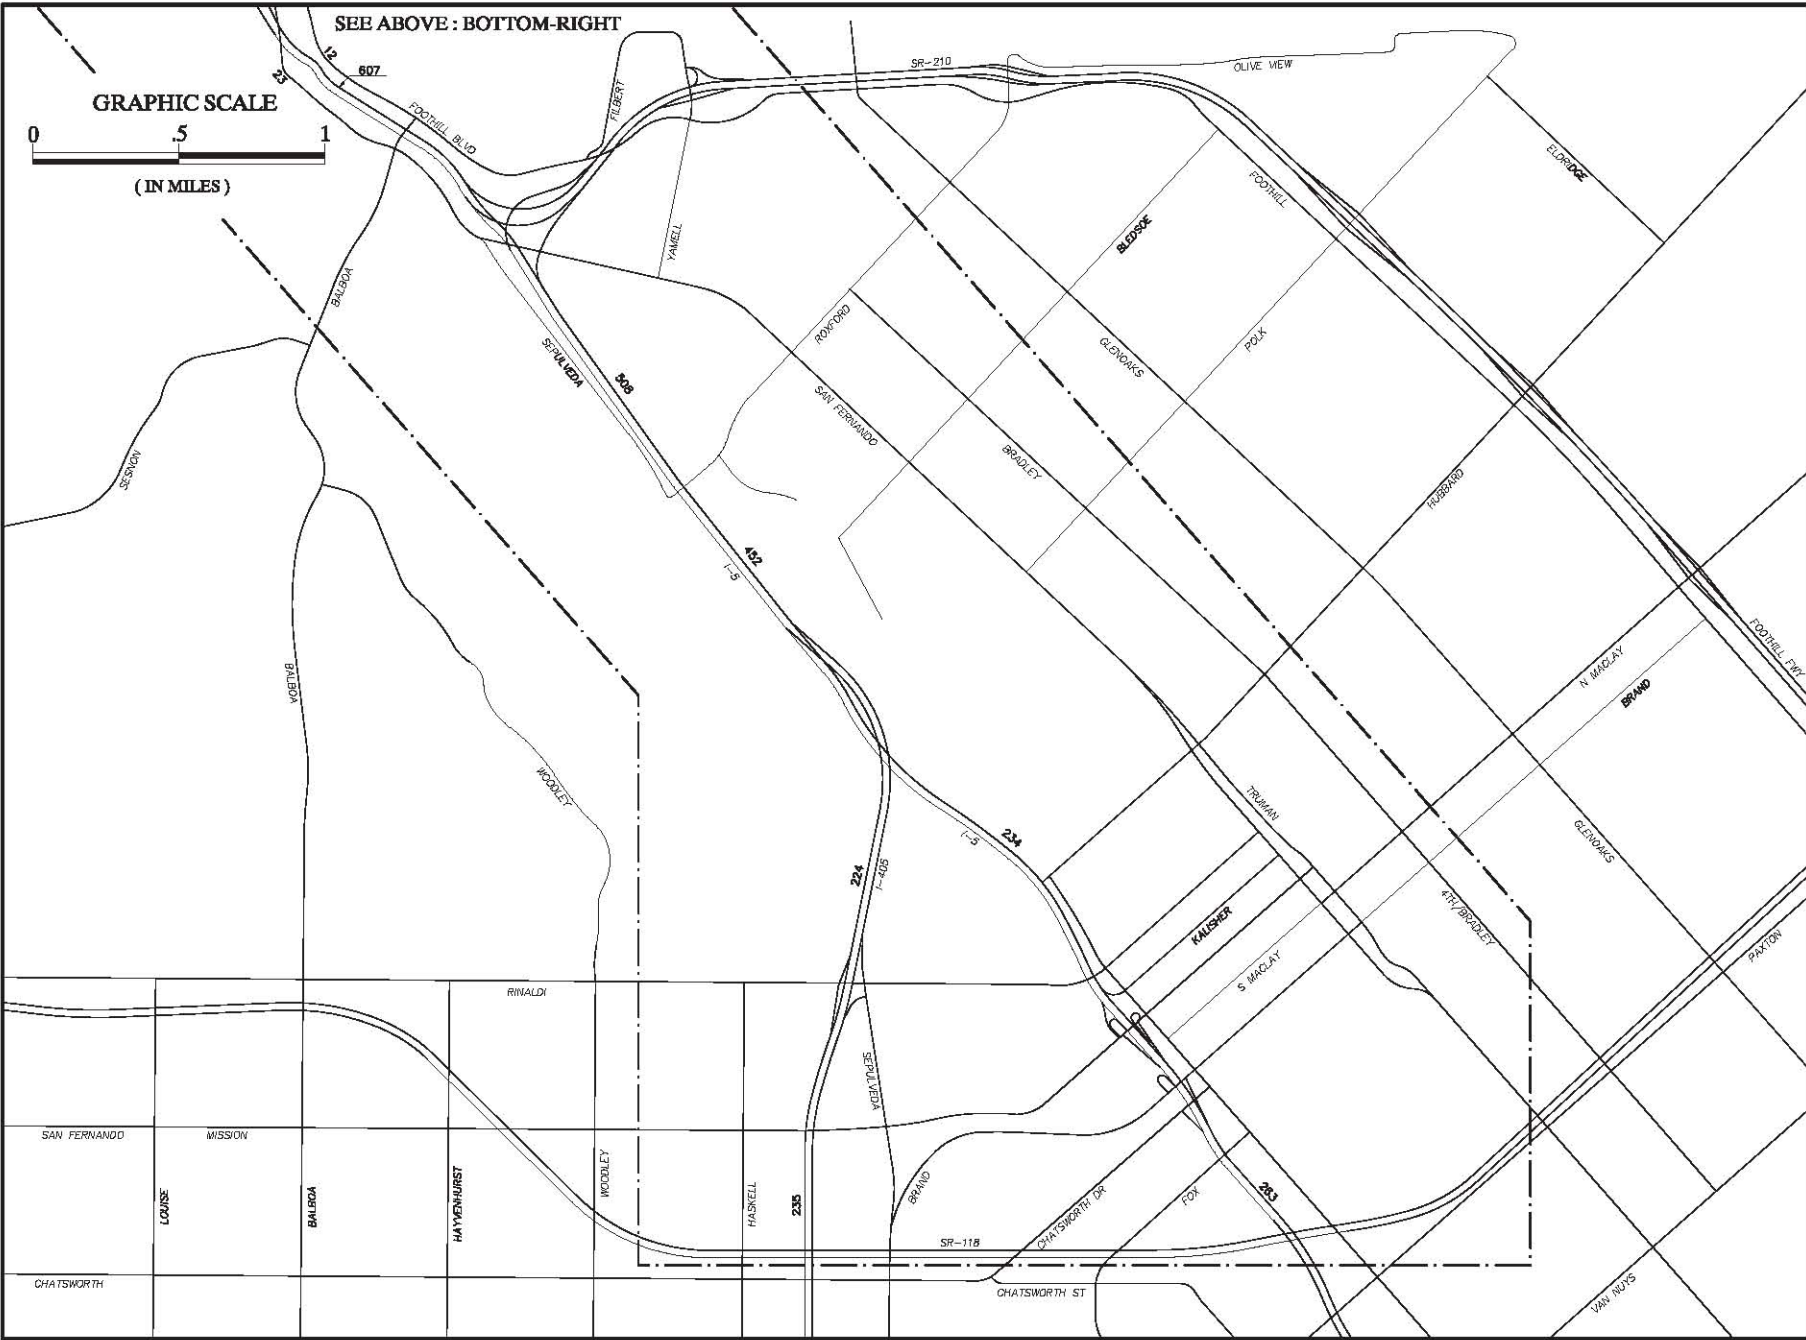 SEE ABOVE : BOTTOM-RIGHT
12
23
607
GRAPHIC SCALE
0 .5 1
( IN MILES )
FOOTHILL BLVD
FILBERT
SR-210
OLIVE VIEW
ELDRIDGE
FOOTHILL
YAMELL
BLEDSOE
BALBOA
ROXFORD
POLK
GLENOAKS
SEPULVEDA
508
SAN FERNANDO
BRADLEY
SESNON
HUBBARD
452
I-5
FOOTHILL FWY
N MACLAY
BRAND
BALBOA
WOODLEY
TRUMAN
234
I-5
GLENOAKS
224
I-405
KALISHER
4TH/BRADLEY
PAXTON
S MACLAY
RINALDI
SEPULVEDA
SAN FERNANDO
MISSION
LOUISE
BALBOA
HAYVENHURST
WOODLEY
HASKELL
235
BRAND
CHATSWORTH DR
FOX
263
SR-118
CHATSWORTH
CHATSWORTH ST
VAN NUYS